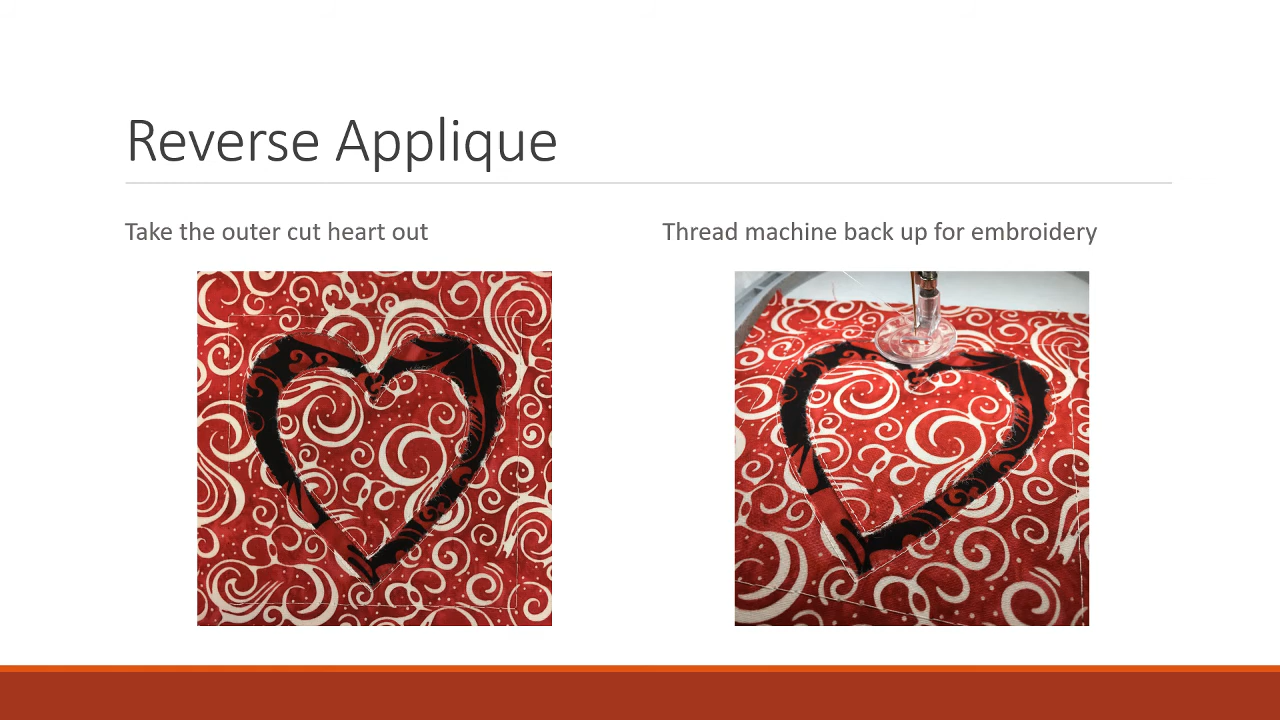 Reverse Applique
Take the outer cut heart out
Thread machine back up for embroidery